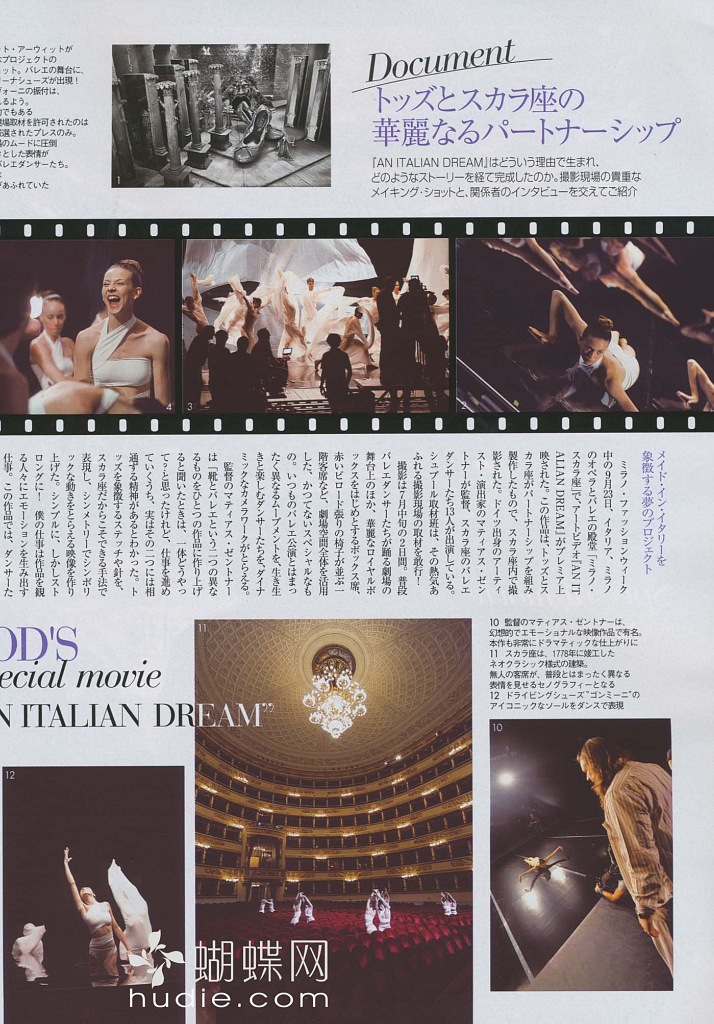 ット・アーウィットが
プロジェクトの
ョット。バレエの舞台に、
ーナシューズが出現！
ヴォーニの振付は、
るよう。
でもある
現場取材を許可されたのは
厳選されたプレスのみ。
のムードに圧倒
とした表情が
バレエダンサーたち。
があふれていた
1
Document
トッズとスカラ座の
華麗なるパートナーシップ
『AN ITALIAN DREAM』はどういう理由で生まれ、
どのようなストーリーを経て完成したのか。撮影現場の貴重な
メイキング・ショットと、関係者のインタビューを交えてご紹介
4
3
2
メイド・イン・イタリーを
象徴する夢のプロジェクト
ミラノ・ファッションウィーク
中の9月23日、イタリア、ミラノ
のオペラとバレエの殿堂「ミラノ・
スカラ座」で、アートビデオ『AN IT
ALIAN DREAM』がプレミア上
映された。この作品は、トッズとス
カラ座がパートナーシップを組み
製作したもので、スカラ座内で撮
影された。ドイツ出身のアーティ
スト・演出家のマティアス・ゼン
トナーが監督、スカラ座のバレエ
ダンサーたち13人が出演している。
シュプール取材班は、その熱気あ
ふれる撮影現場の取材を敢行！
撮影は7月中旬の2日間。普段
バレエダンサーたちが踊る劇場の
舞台上のほか、華麗なロイヤルボ
ックスをはじめとするボックス席、
赤いビロード張りの椅子が並ぶ一
階客席など、劇場空間全体を活用
した、かつてないスペシャルなも
の。いつものバレエ公演とはまっ
たく異なるムーブメントを、生き生
きと楽しむダンサーたちを、ダイナ
ミックなカメラワークがとらえる。
監督のマティアス・ゼントナー
は「靴とバレエという二つの異な
るものをひとつの作品に作り上げ
ると聞いたときは、一体どうやっ
て？と思ったけれど、仕事を進め
ていくうち、実はその二つには相
通ずる精神があるとわかった。ト
ッズを象徴するステッチや針を、
スカラ座だからこそできる手法で
表現し、シンメトリーでシンボリ
ックな動きをとらえる映像を作り
上げた。シンプルに、しかしスト
ロングに！　僕の仕事は作品を観
る人々にエモーションを生み出す
仕事。この作品では、ダンサーた
OD'S
ecial movie
N ITALIAN DREAM”
11
10 監督のマティアス・ゼントナーは、
幻想的でエモーショナルな映像作品で有名。
本作も非常にドラマティックな仕上がりに
11 スカラ座は、1778年に竣工した
ネオクラシック様式の建築。
無人の客席が、普段とはまったく異なる
表情を見せるセノグラフィーとなる
12 ドライビングシューズ“ゴンミーニ”の
アイコニックなソールをダンスで表現
10
12
蝴蝶网
hudie.com